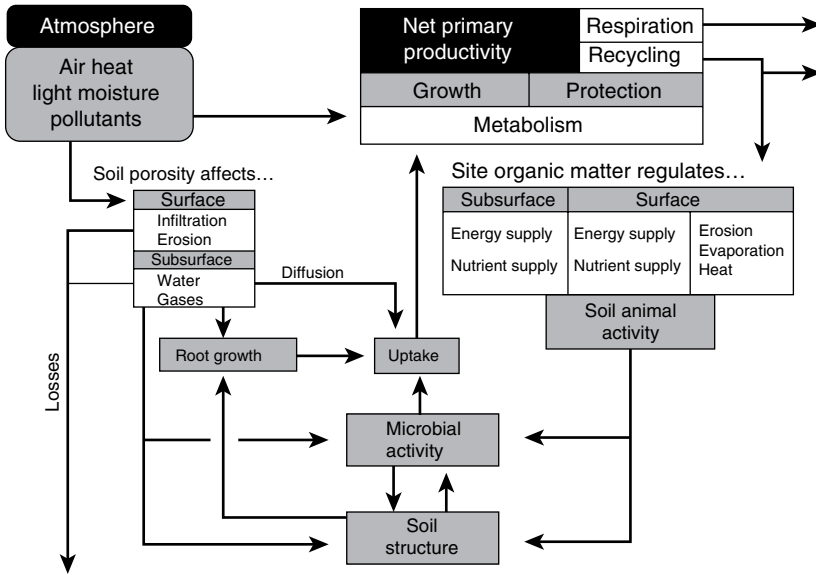 Atmosphere
Air heat
light moisture
pollutants
Net primary
productivity
Respiration
Recycling
Growth
Protection
Metabolism
Soil porosity affects…
Surface
Infiltration
Erosion
Subsurface
Water
Gases
Diffusion
Site organic matter regulates…
Subsurface
Surface
Energy supply
Nutrient supply
Energy supply
Nutrient supply
Erosion
Evaporation
Heat
Soil animal
activity
Root growth
Uptake
Losses
Microbial
activity
Soil
structure